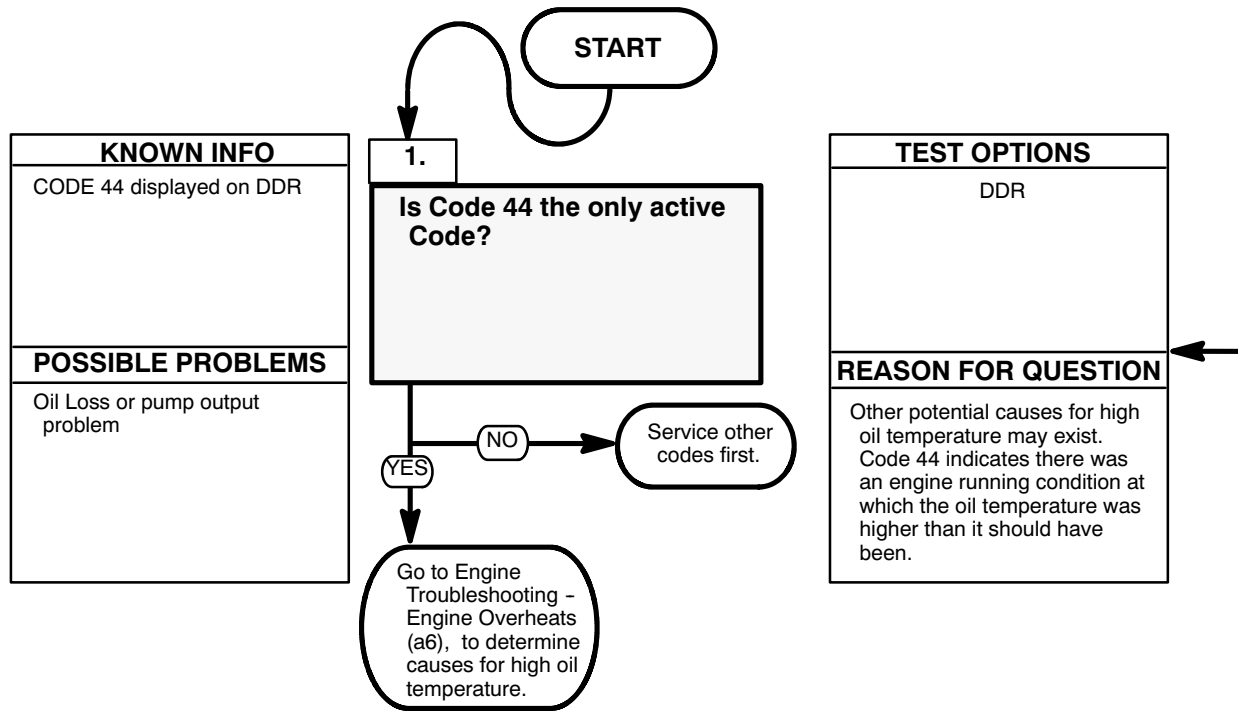 START
KNOWN INFO
CODE 44 displayed on DDR
POSSIBLE PROBLEMS
Oil Loss or pump output
problem
1.
Is Code 44 the only active
Code?
NO
Service other
codes first.
YES
Go to Engine
Troubleshooting -
Engine Overheats
(a6), to determine
causes for high oil
temperature.
TEST OPTIONS
DDR
REASON FOR QUESTION
Other potential causes for high
oil temperature may exist.
Code 44 indicates there was
an engine running condition at
which the oil temperature was
higher than it should have
been.